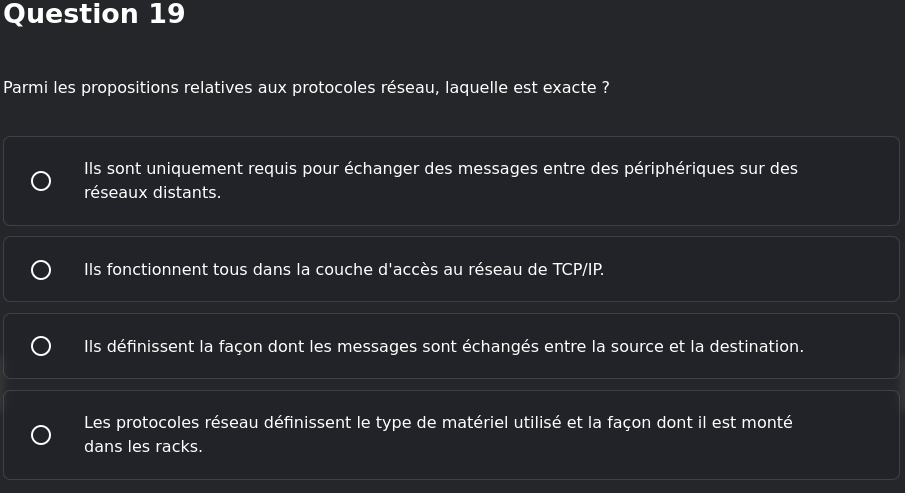 Question 19
Parmi les propositions relatives aux protocoles réseau, laquelle est exacte ?
Ils sont uniquement requis pour échanger des messages entre des périphériques sur des
réseaux distants.
Ils fonctionnent tous dans la couche d'accès au réseau de TCP/IP.
Ils définissent la façon dont les messages sont échangés entre la source et la destination.
Les protocoles réseau définissent le type de matériel utilisé et la façon dont il est monté
dans les racks.